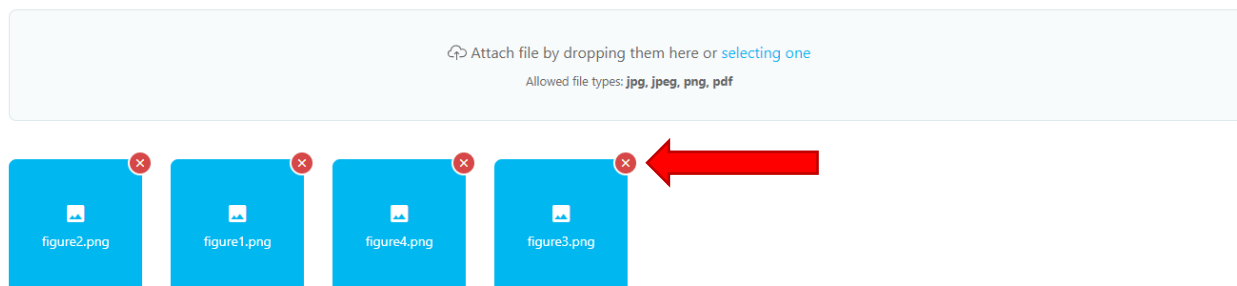 Attach file by dropping them here or selecting one
Allowed file types: jpg, jpeg, png, pdf
figure2.png
figure1.png
figure4.png
figure3.png